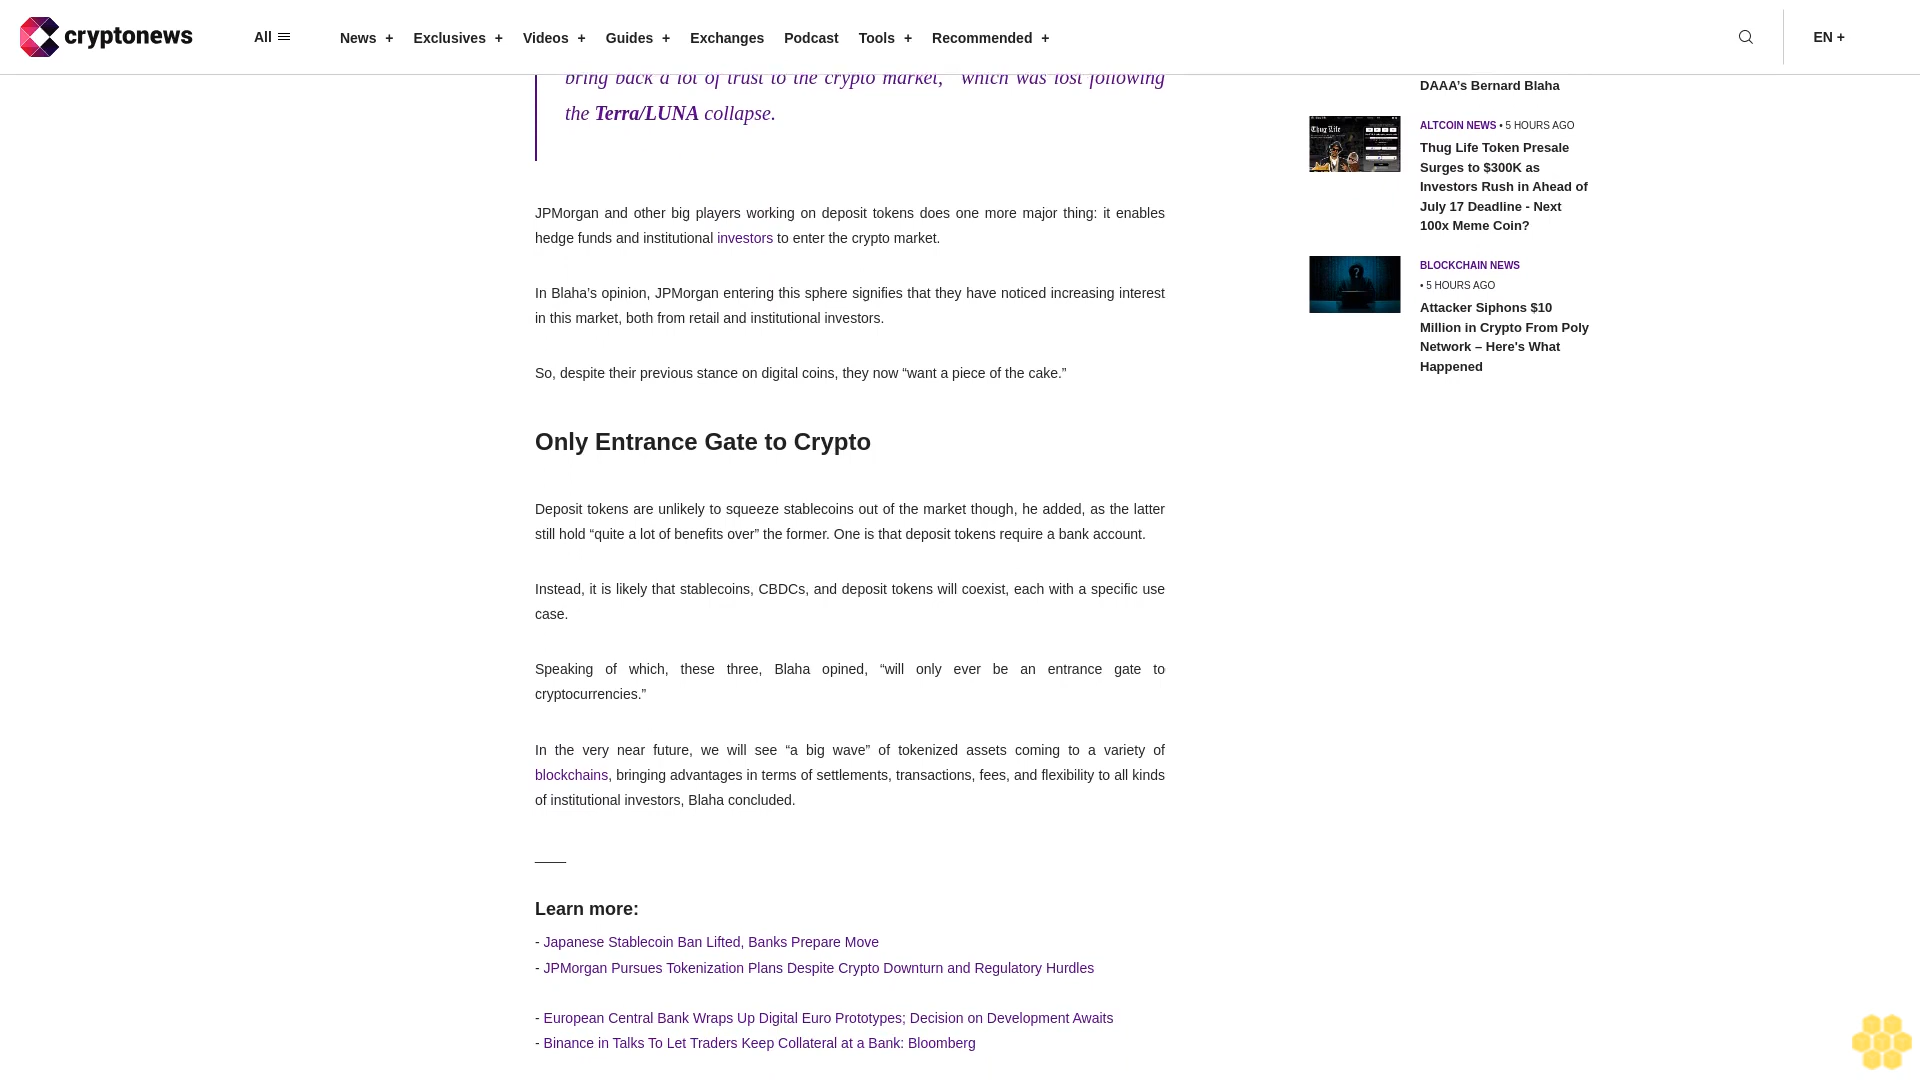 cryptonews
All
News +
Exclusives +
Videos +
Guides +
Exchanges
Podcast
Tools +
Recommended +
EN +
bring back a lot of trust to the crypto market,” which was lost following
the Terra/LUNA collapse.
JPMorgan and other big players working on deposit tokens does one more major thing: it enables
hedge funds and institutional investors to enter the crypto market.
In Blaha’s opinion, JPMorgan entering this sphere signifies that they have noticed increasing interest
in this market, both from retail and institutional investors.
So, despite their previous stance on digital coins, they now “want a piece of the cake.”
Only Entrance Gate to Crypto
Deposit tokens are unlikely to squeeze stablecoins out of the market though, he added, as the latter
still hold “quite a lot of benefits over” the former. One is that deposit tokens require a bank account.
Instead, it is likely that stablecoins, CBDCs, and deposit tokens will coexist, each with a specific use
case.
Speaking of which, these three, Blaha opined, “will only ever be an entrance gate to
cryptocurrencies.”
In the very near future, we will see “a big wave” of tokenized assets coming to a variety of
blockchains, bringing advantages in terms of settlements, transactions, fees, and flexibility to all kinds
of institutional investors, Blaha concluded.
____
Learn more:
- Japanese Stablecoin Ban Lifted, Banks Prepare Move
- JPMorgan Pursues Tokenization Plans Despite Crypto Downturn and Regulatory Hurdles
- European Central Bank Wraps Up Digital Euro Prototypes; Decision on Development Awaits
- Binance in Talks To Let Traders Keep Collateral at a Bank: Bloomberg
DAAA’s Bernard Blaha
Thug Life
ALTCOIN NEWS • 5 HOURS AGO
Thug Life Token Presale
Surges to $300K as
Investors Rush in Ahead of
July 17 Deadline - Next
100x Meme Coin?
BLOCKCHAIN NEWS
• 5 HOURS AGO
Attacker Siphons $10
Million in Crypto From Poly
Network – Here's What
Happened